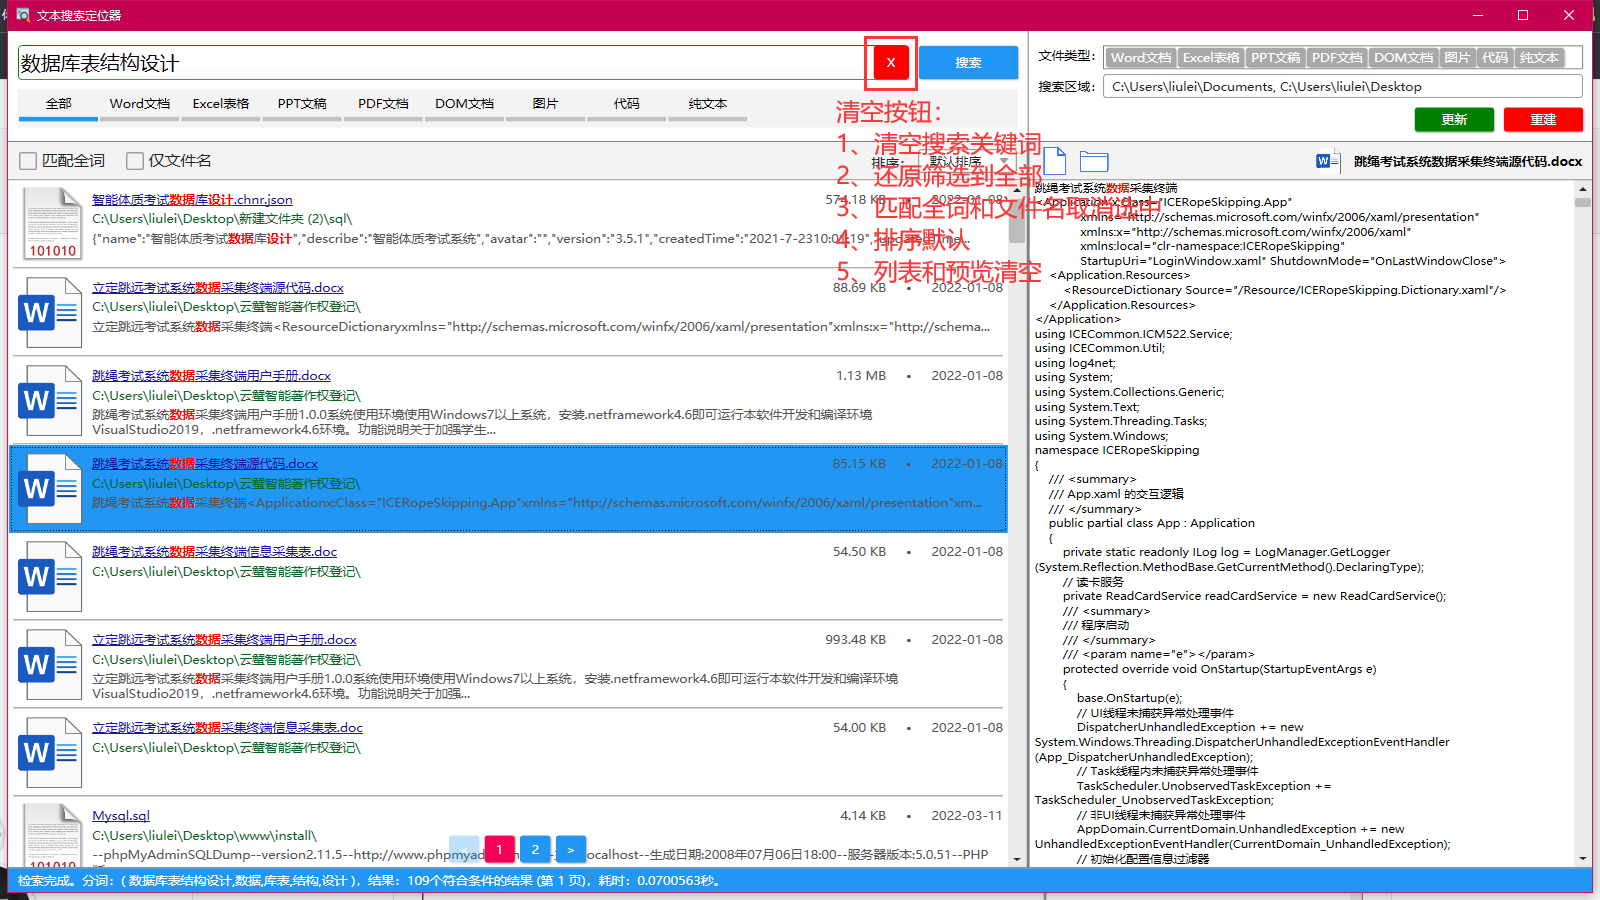 文本搜索定位器
数据库表结构设计
X
搜索
全部 Word文档 Excel表格 PPT文稿 PDF文档 DOM文档 图片 代码 纯文本
清空按钮：
1、清空搜索关键词
2、还原筛选到全部
3、匹配全词和文件名取消选中
4、排序默认
5、列表和预览清空
匹配全词 仅文件名
排序： 默认排序
智能体质考试数据库设计.chnr.json 574.18 KB • 2022-01-08
C:\Users\liulei\Desktop\新建文件夹 (2)\sql\
{"name":"智能体质考试数据库设计","describe":"智能体质考试系统","avatar":"","version":"3.5.1","createdTime":"2021-7-2310:
101010
立定跳远考试系统数据采集终端源代码.docx 88.69 KB • 2022-01-08
C:\Users\liulei\Desktop\云蟹智能著作权登记\
立定跳远考试系统数据采集终端<ResourceDictionaryxmlns="http://schemas.microsoft.com/winfx/2006/xaml/presentation"xmlns:x="http://schema...
跳绳考试系统数据采集终端用户手册.docx 1.13 MB • 2022-01-08
C:\Users\liulei\Desktop\云蟹智能著作权登记\
跳绳考试系统数据采集终端用户手册1.0.0系统使用环境使用Windows7以上系统，安装.netframework4.6即可运行本软件开发和编译环境
VisualStudio2019，.netframework4.6环境。功能说明关于加强学生...
跳绳考试系统数据采集终端源代码.docx 85.15 KB • 2022-01-08
C:\Users\liulei\Desktop\云蟹智能著作权登记\
跳绳考试系统数据采集终端<Applicationx:Class="ICERopeSkipping.App"xmlns="http://schemas.microsoft.com/winfx/2006/xaml/presentation"xm...
跳绳考试系统数据采集终端信息采集表.doc 54.50 KB • 2022-01-08
C:\Users\liulei\Desktop\云蟹智能著作权登记\
立定跳远考试系统数据采集终端用户手册.docx 993.48 KB • 2022-01-08
C:\Users\liulei\Desktop\云蟹智能著作权登记\
立定跳远考试系统数据采集终端用户手册1.0.0系统使用环境使用Windows7以上系统，安装.netframework4.6即可运行本软件开发和编译环境
VisualStudio2019，.netframework4.6环境。功能说明关于加强...
立定跳远考试系统数据采集终端信息采集表.doc 54.00 KB • 2022-01-08
C:\Users\liulei\Desktop\云蟹智能著作权登记\
Mysql.sql 4.14 KB • 2022-03-11
C:\Users\liulei\Desktop\www\install\
--phpMyAdminSQLDump--version2.11.5--http://www.phpmyad ocalhost--生成日期:2008年07月06日18:00--服务器版本:5.0.51--PHP
101010
< 1 2 >
检索完成。分词：( 数据库表结构设计,数据,库表,结构,设计 )，结果：109个符合条件的结果 (第 1 页)，耗时：0.0700563秒。
文件类型： Word文档 Excel表格 PPT文稿 PDF文档 DOM文档 图片 代码 纯文本
搜索区域： C:\Users\liulei\Documents, C:\Users\liulei\Desktop
更新 重建
跳绳考试系统数据采集终端源代码.docx
跳绳考试系统数据采集终端
<Application x:Class="ICERopeSkipping.App"
xmlns="http://schemas.microsoft.com/winfx/2006/xaml/presentation"
xmlns:x="http://schemas.microsoft.com/winfx/2006/xaml"
xmlns:local="clr-namespace:ICERopeSkipping"
StartupUri="LoginWindow.xaml" ShutdownMode="OnLastWindowClose">
<Application.Resources>
<ResourceDictionary Source="/Resource/ICERopeSkipping.Dictionary.xaml"/>
</Application.Resources>
</Application>
using ICECommon.ICM522.Service;
using ICECommon.Util;
using log4net;
using System;
using System.Collections.Generic;
using System.Text;
using System.Threading.Tasks;
using System.Windows;
namespace ICERopeSkipping
{
/// <summary>
/// App.xaml 的交互逻辑
/// </summary>
public partial class App : Application
{
private static readonly ILog log = LogManager.GetLogger
(System.Reflection.MethodBase.GetCurrentMethod().DeclaringType);
// 读卡服务
private ReadCardService readCardService = new ReadCardService();
/// <summary>
/// 程序启动
/// </summary>
/// <param name="e"></param>
protected override void OnStartup(StartupEventArgs e)
{
base.OnStartup(e);
// UI线程未捕获异常处理事件
DispatcherUnhandledException += new
System.Windows.Threading.DispatcherUnhandledExceptionEventHandler
(App_DispatcherUnhandledException);
// Task线程内未捕获异常处理事件
TaskScheduler.UnobservedTaskException +=
TaskScheduler_UnobservedTaskException;
// 非UI线程未捕获异常处理事件
AppDomain.CurrentDomain.UnhandledException += new
UnhandledExceptionEventHandler(CurrentDomain_UnhandledException);
// 初始化配置信息过滤器